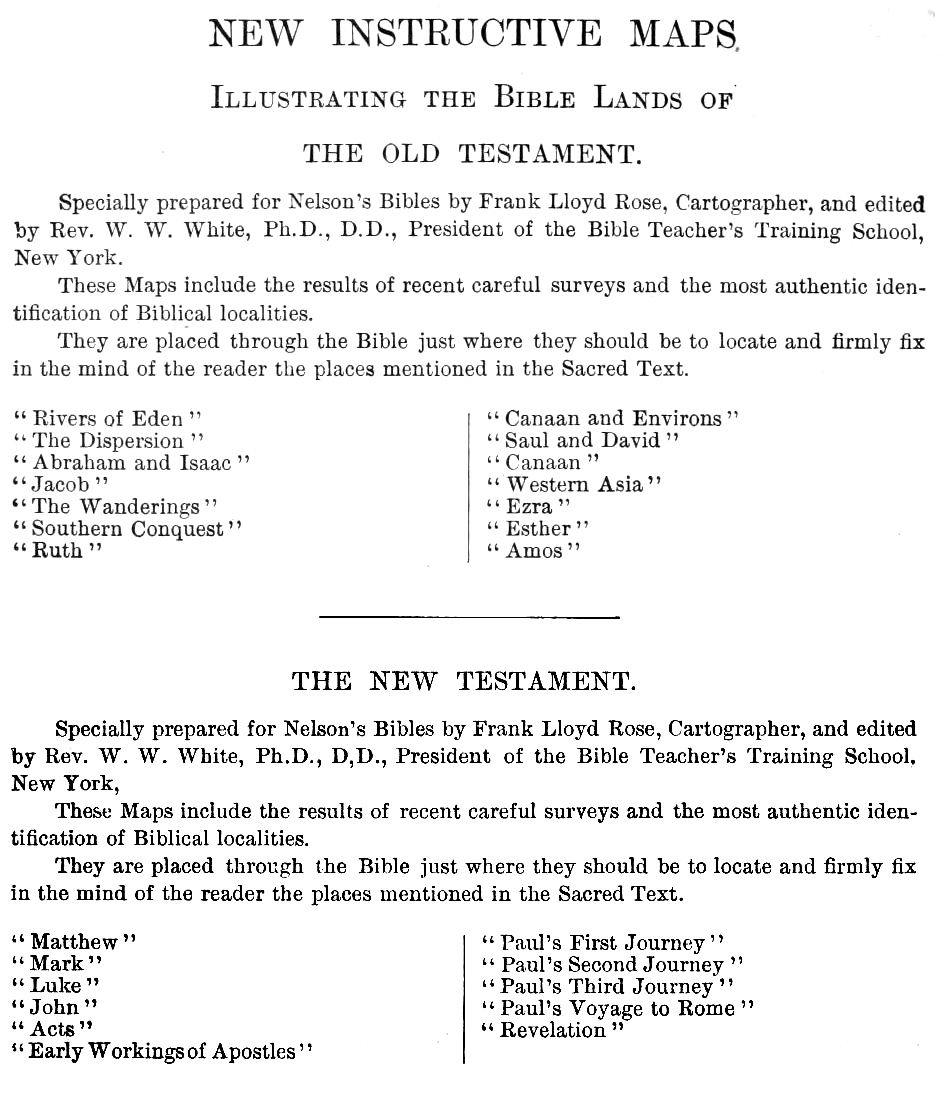 NEW INSTRUCTIVE MAPS.
ILLUSTRATING THE BIBLE LANDS OF
THE OLD TESTAMENT.
Specially prepared for Nelson's Bibles by Frank Lloyd Rose, Cartographer, and edited
by Rev. W. W. White, Ph.D., D.D., President of the Bible Teacher's Training School,
New York.
These Maps include the results of recent careful surveys and the most authentic iden-
tification of Biblical localities.
They are placed through the Bible just where they should be to locate and firmly fix
in the mind of the reader the places mentioned in the Sacred Text.
“ Rivers of Eden ”
“ The Dispersion ”
“ Abraham and Isaac ”
“ Jacob ”
“ The Wanderings ”
“ Southern Conquest ”
“ Ruth ”
“ Canaan and Environs ”
“ Saul and David ”
“ Canaan ”
“ Western Asia ”
“ Ezra ”
“ Esther ”
“ Amos ”
THE NEW TESTAMENT.
Specially prepared for Nelson's Bibles by Frank Lloyd Rose, Cartographer, and edited
by Rev. W. W. White, Ph.D., D,D., President of the Bible Teacher's Training School,
New York,
These Maps include the results of recent careful surveys and the most authentic iden-
tification of Biblical localities.
They are placed through the Bible just where they should be to locate and firmly fix
in the mind of the reader the places mentioned in the Sacred Text.
“ Matthew ”
“ Mark ”
“ Luke ”
“ John ”
“ Acts ”
“ Early Workings of Apostles ”
“ Paul's First Journey ”
“ Paul's Second Journey ”
“ Paul's Third Journey ”
“ Paul's Voyage to Rome ”
“ Revelation ”